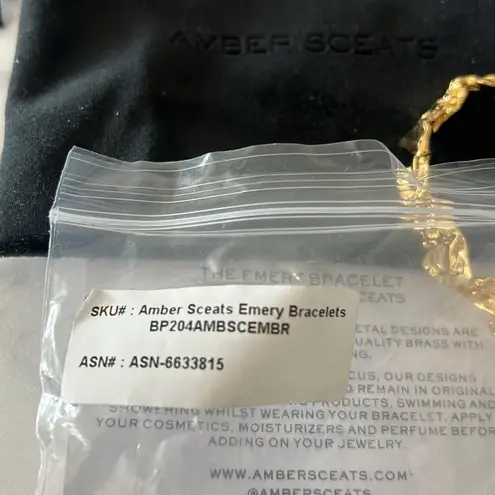 AMBER SCEATS
THE EMERY BRACELET
SCEATS
SKU# : Amber Sceats Emery Bracelets
BP204AMBSCEMBR
ASN# : ASN-6633815
ETAL DESIGNS ARE
QUALITY BRASS WITH
NG.
CUS, OUR DESIGNS
REMAIN IN ORIGINAL
PRODUCTS, SWIMMING AND
SHOWERING WHILST WEARING YOUR BRACELET. APPLY
YOUR COSMETICS, MOISTURIZERS AND PERFUME BEFOR
ADDING ON YOUR JEWELRY.
WWW.AMBERSCEATS.COM
@AMBERSCEATS